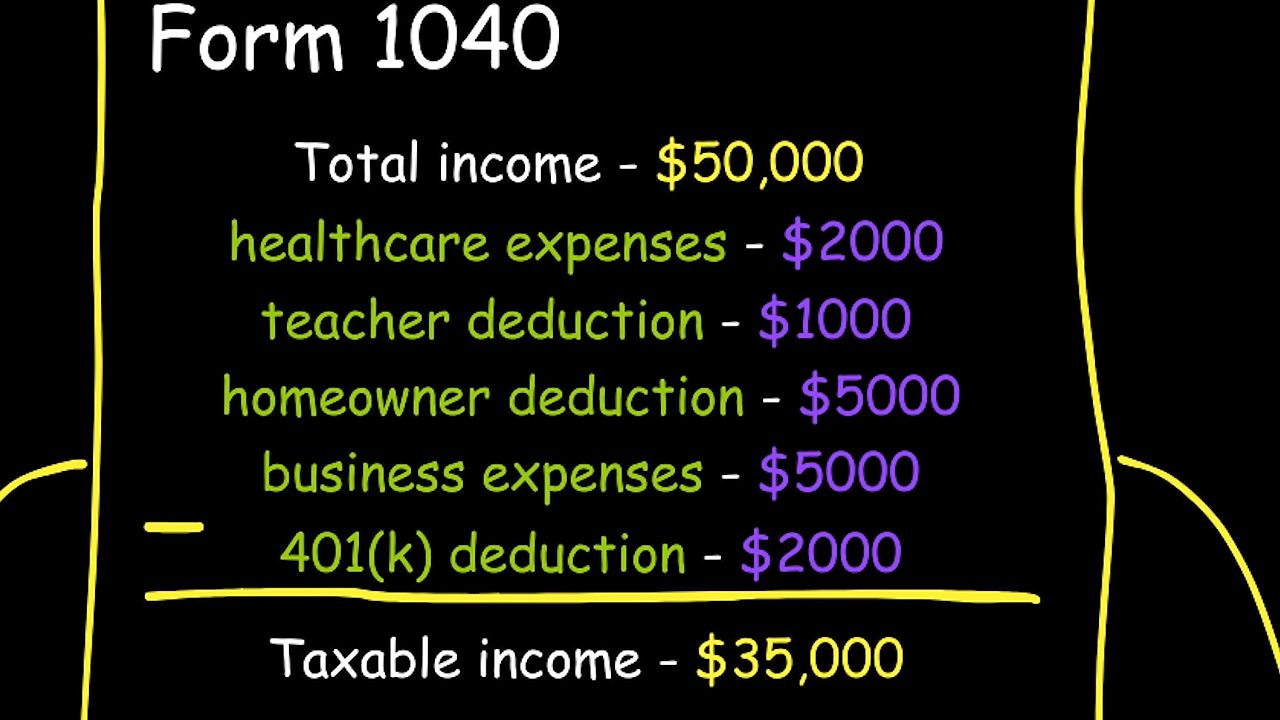 Form 1040
Total income - $50,000
healthcare expenses - $2000
teacher deduction - $1000
homeowner deduction - $5000
business expenses - $5000
401(k) deduction - $2000
Taxable income - $35,000